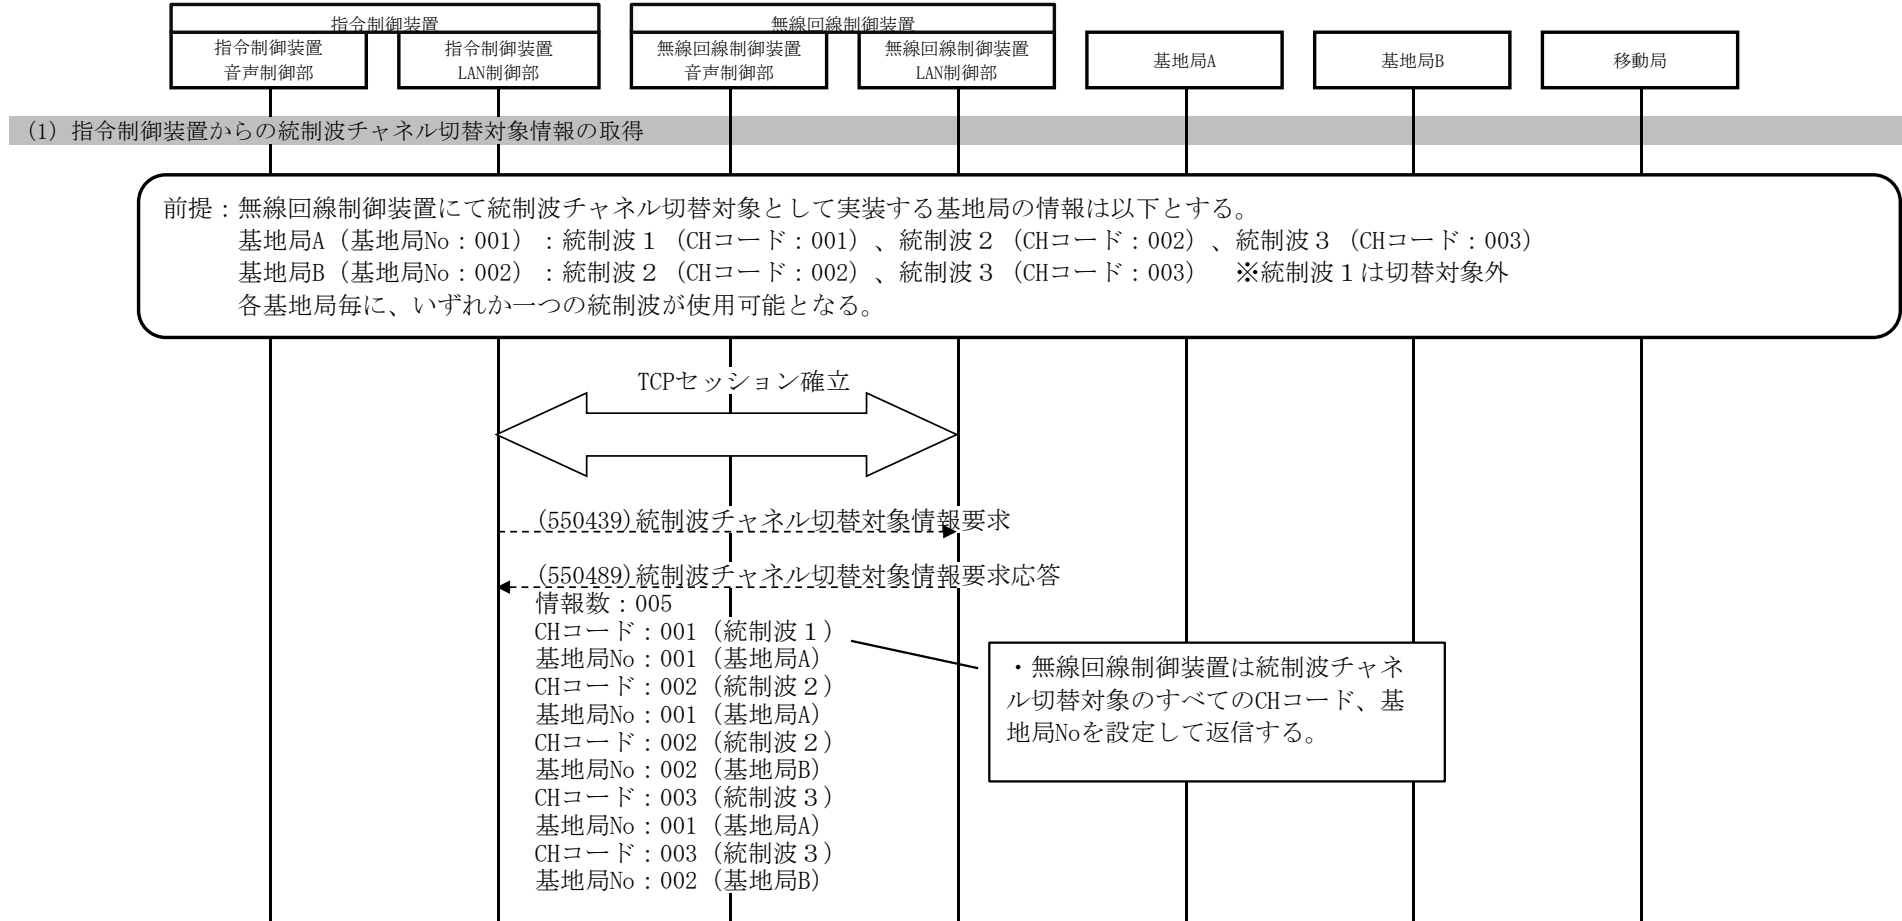 指令制御装置
無線回線制御装置
指令制御装置
音声制御部
指令制御装置
LAN制御部
無線回線制御装置
音声制御部
無線回線制御装置
LAN制御部
基地局A
基地局B
移動局
(1) 指令制御装置からの統制波チャネル切替対象情報の取得
前提：無線回線制御装置にて統制波チャネル切替対象として実装する基地局の情報は以下とする。
基地局A（基地局No：001）：統制波１（CHコード：001）、統制波２（CHコード：002）、統制波３（CHコード：003）
基地局B（基地局No：002）：統制波２（CHコード：002）、統制波３（CHコード：003）　※統制波１は切替対象外
各基地局毎に、いずれか一つの統制波が使用可能となる。
TCPセッション確立
(550439)統制波チャネル切替対象情報要求
(550489)統制波チャネル切替対象情報要求応答
情報数：005
CHコード：001（統制波１）
基地局No：001（基地局A）
CHコード：002（統制波２）
基地局No：001（基地局A）
CHコード：002（統制波２）
基地局No：002（基地局B）
CHコード：003（統制波３）
基地局No：001（基地局A）
CHコード：003（統制波３）
基地局No：002（基地局B）
・無線回線制御装置は統制波チャネ
ル切替対象のすべてのCHコード、基
地局Noを設定して返信する。